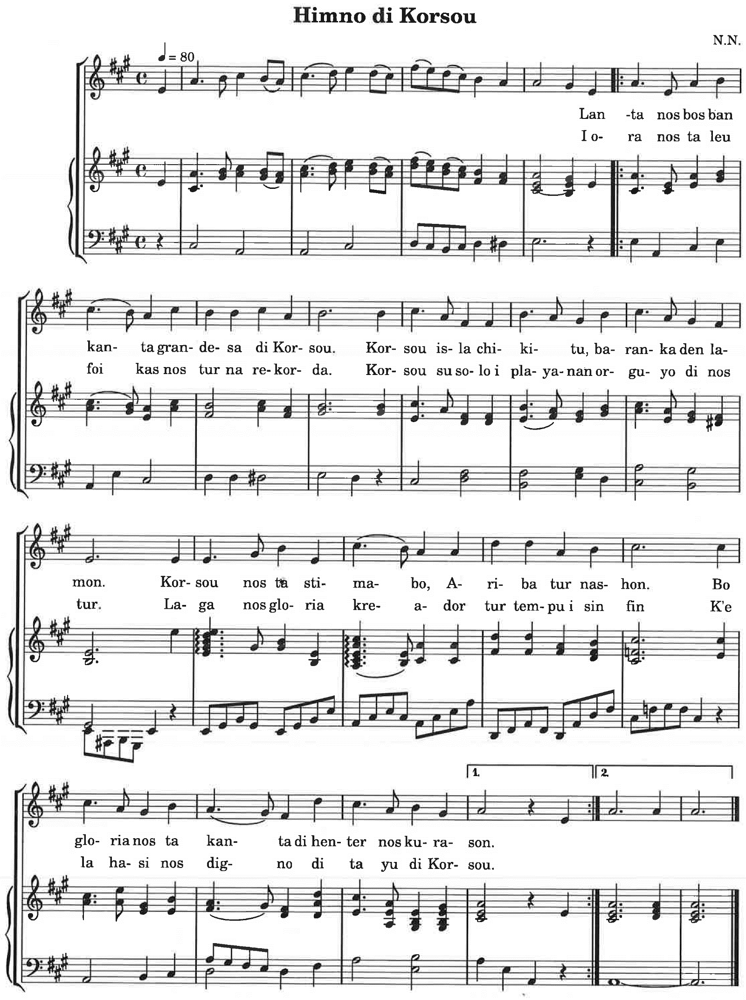 Himno di Korsou
N.N.
= 80
Lan -ta nos bos ban
I o- ra nos ta leu
kan- ta gran- de- sa di Kor- sou. Kor- sou is- la chi- ki- tu, ba- ran- ka den la-
foi kas nos tur na re- kor- da. Kor- sou su so- lo i pla- ya- nan or- gu- yo di nos
mon. Kor- sou nos ta sti- ma- bo, A- ri- ba tur nas- hon. Bo
tur. La- ga nos glo- ria kre- a- dor tur tem- pu i sin fin K'e
1. 2.
glo- ria nos ta kan- ta di hen- ter nos ku- ra- son.
la ha- si nos dig- no di ta yu di Kor- sou.